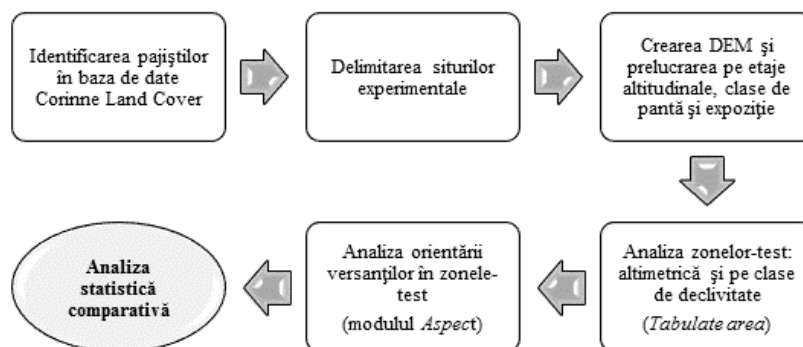 Identificarea pajiştilor
în baza de date
Corinne Land Cover
Delimitarea siturilor
experimentale
Crearea DEM şi
prelucrarea pe etaje
altitudinale, clase de
pantă şi expoziţie
Analiza zonelor-test:
altimetrică şi pe clase
de declivitate
(Tabulate area)
Analiza orientării
versanţilor în zonele-
test
(modulul Aspect)
Analiza
statistică
comparativă